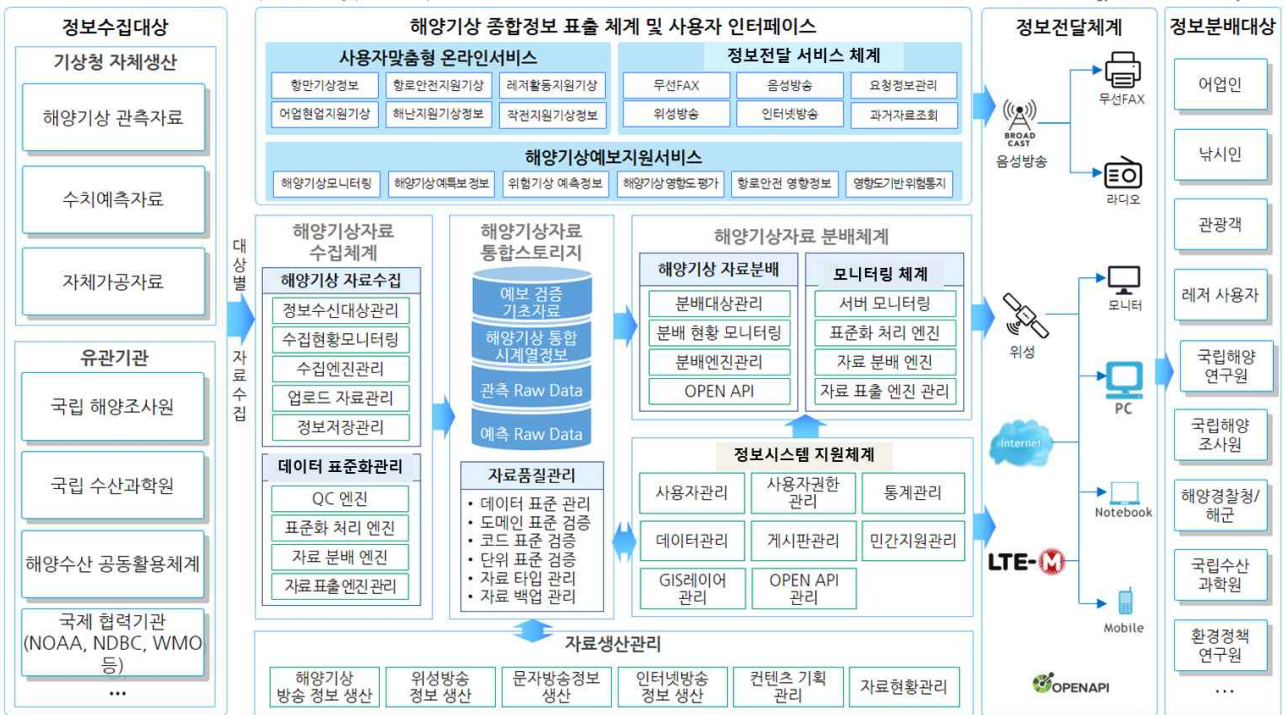 정보수집대상
기상청 자체생산
해양기상 관측자료
수치예측자료
자체가공자료
유관기관
국립 해양조사원
국립 수산과학원
해양수산 공동활용체계
국제 협력기관
(NOAA, NDBC, WMO
등)
...
대상별 자료수집
해양기상 종합정보 표출 체계 및 사용자 인터페이스
사용자맞춤형 온라인서비스
항만기상정보
항로안전지원기상
레저활동지원기상
어업현업지원기상
해난지원기상정보
작전지원기상정보
정보전달 서비스 체계
무선FAX
음성방송
요청정보관리
위성방송
인터넷방송
과거자료조회
해양기상예보지원서비스
해양기상모니터링
해양기상 예특보 정보
위험기상 예측정보
해양기상 영향도 평가
항로안전 영향정보
영향도기반 위험통지
해양기상자료
수집체계
해양기상 자료수집
정보수신대상관리
수집현황모니터링
수집엔진관리
업로드 자료관리
정보저장관리
데이터 표준화관리
QC 엔진
표준화 처리 엔진
자료 분배 엔진
자료 표출 엔진 관리
해양기상자료
통합스토리지
예보 검증
기초자료
해양기상 통합
시계열정보
관측 Raw Data
예측 Raw Data
자료품질관리
• 데이터 표준 관리
• 도메인 표준 검증
• 코드 표준 검증
• 단위 표준 검증
• 자료 타입 관리
• 자료 백업 관리
해양기상자료 분배체계
해양기상 자료분배
분배대상관리
분배 현황 모니터링
분배엔진관리
OPEN API
모니터링 체계
서버 모니터링
표준화 처리 엔진
자료 분배 엔진
자료 표출 엔진 관리
정보시스템 지원체계
사용자관리
사용자권한
관리
통계관리
데이터관리
게시판관리
민간지원관리
GIS레이어
관리
OPEN API
관리
자료생산관리
해양기상
방송 정보 생산
위성방송
정보 생산
문자방송정보
생산
인터넷방송
정보 생산
컨텐츠 기획
관리
자료현황관리
정보전달체계
BROAD
CAST
음성방송
무선FAX
라디오
위성
모니터
PC
Internet
Notebook
LTE-M
Mobile
OPENAPI
정보분배대상
어업인
낚시인
관광객
레저 사용자
국립해양
연구원
국립해양
조사원
해양경찰청/
해군
국립수산
과학원
환경정책
연구원
...